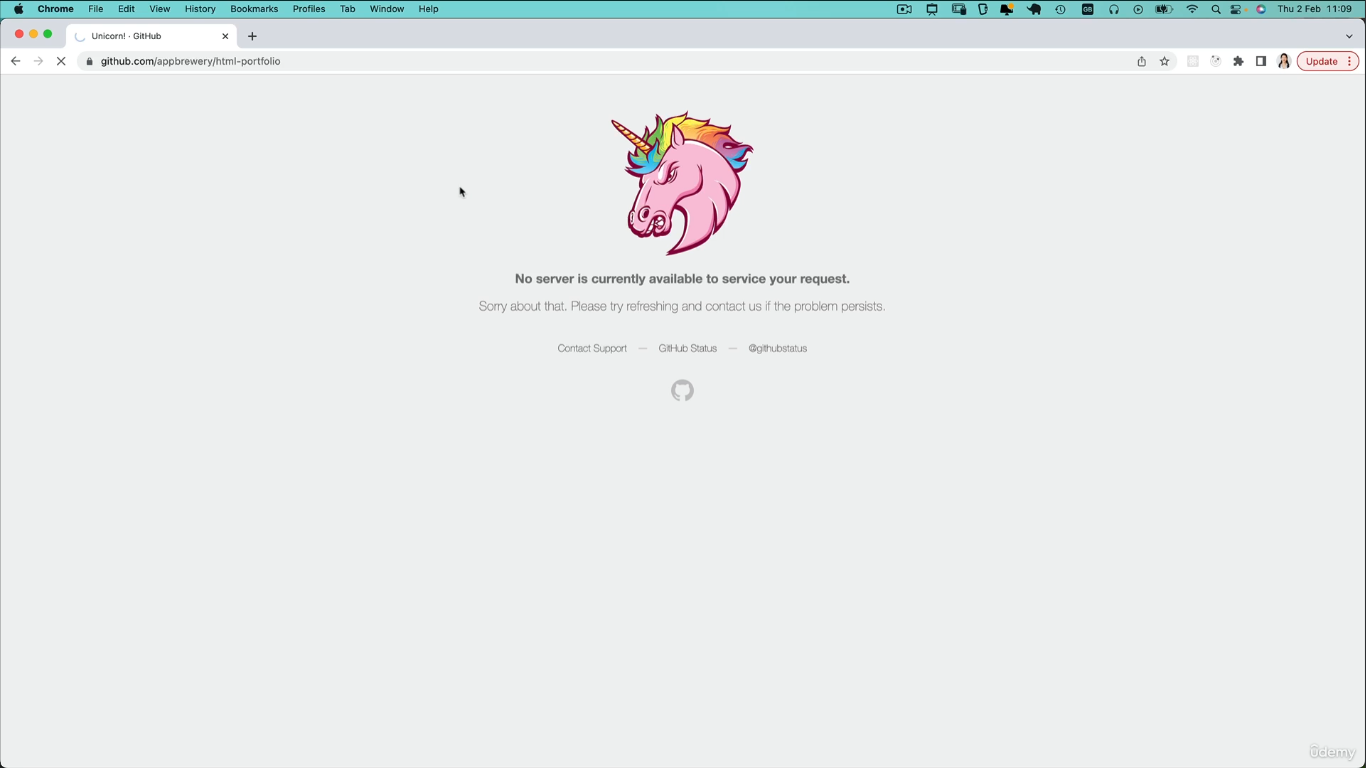 Chrome File Edit View History Bookmarks Profiles Tab Window Help GB Thu 2 Feb 11:09
Unicorn! · GitHub
github.com/appbrewery/html-portfolio Update
No server is currently available to service your request.
Sorry about that. Please try refreshing and contact us if the problem persists.
Contact Support — GitHub Status — @githubstatus
ûdemy